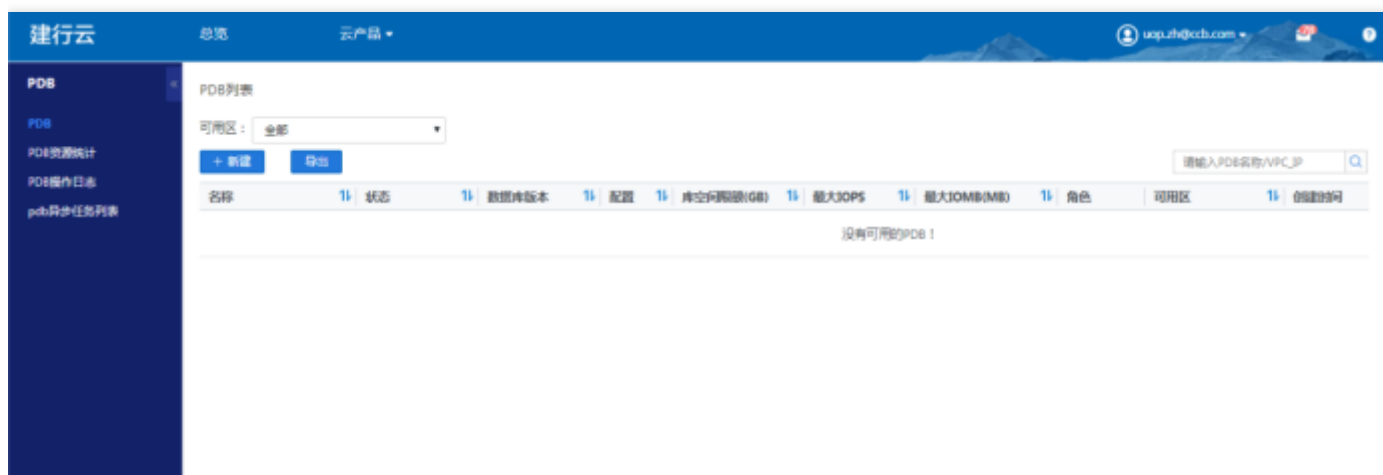 建行云
总览
云产品
uop.zh@ccb.com
PDB
PDB
PDB资源统计
PDB操作日志
pdb异步任务列表
PDB列表
可用区： 全部
+ 新建 导出
请输入PDB名称/VPC_IP
名称 状态 数据库版本 配置 库空间限额(GB) 最大IOPS 最大IOMB(MB) 角色 可用区 创建时间
没有可用的PDB！